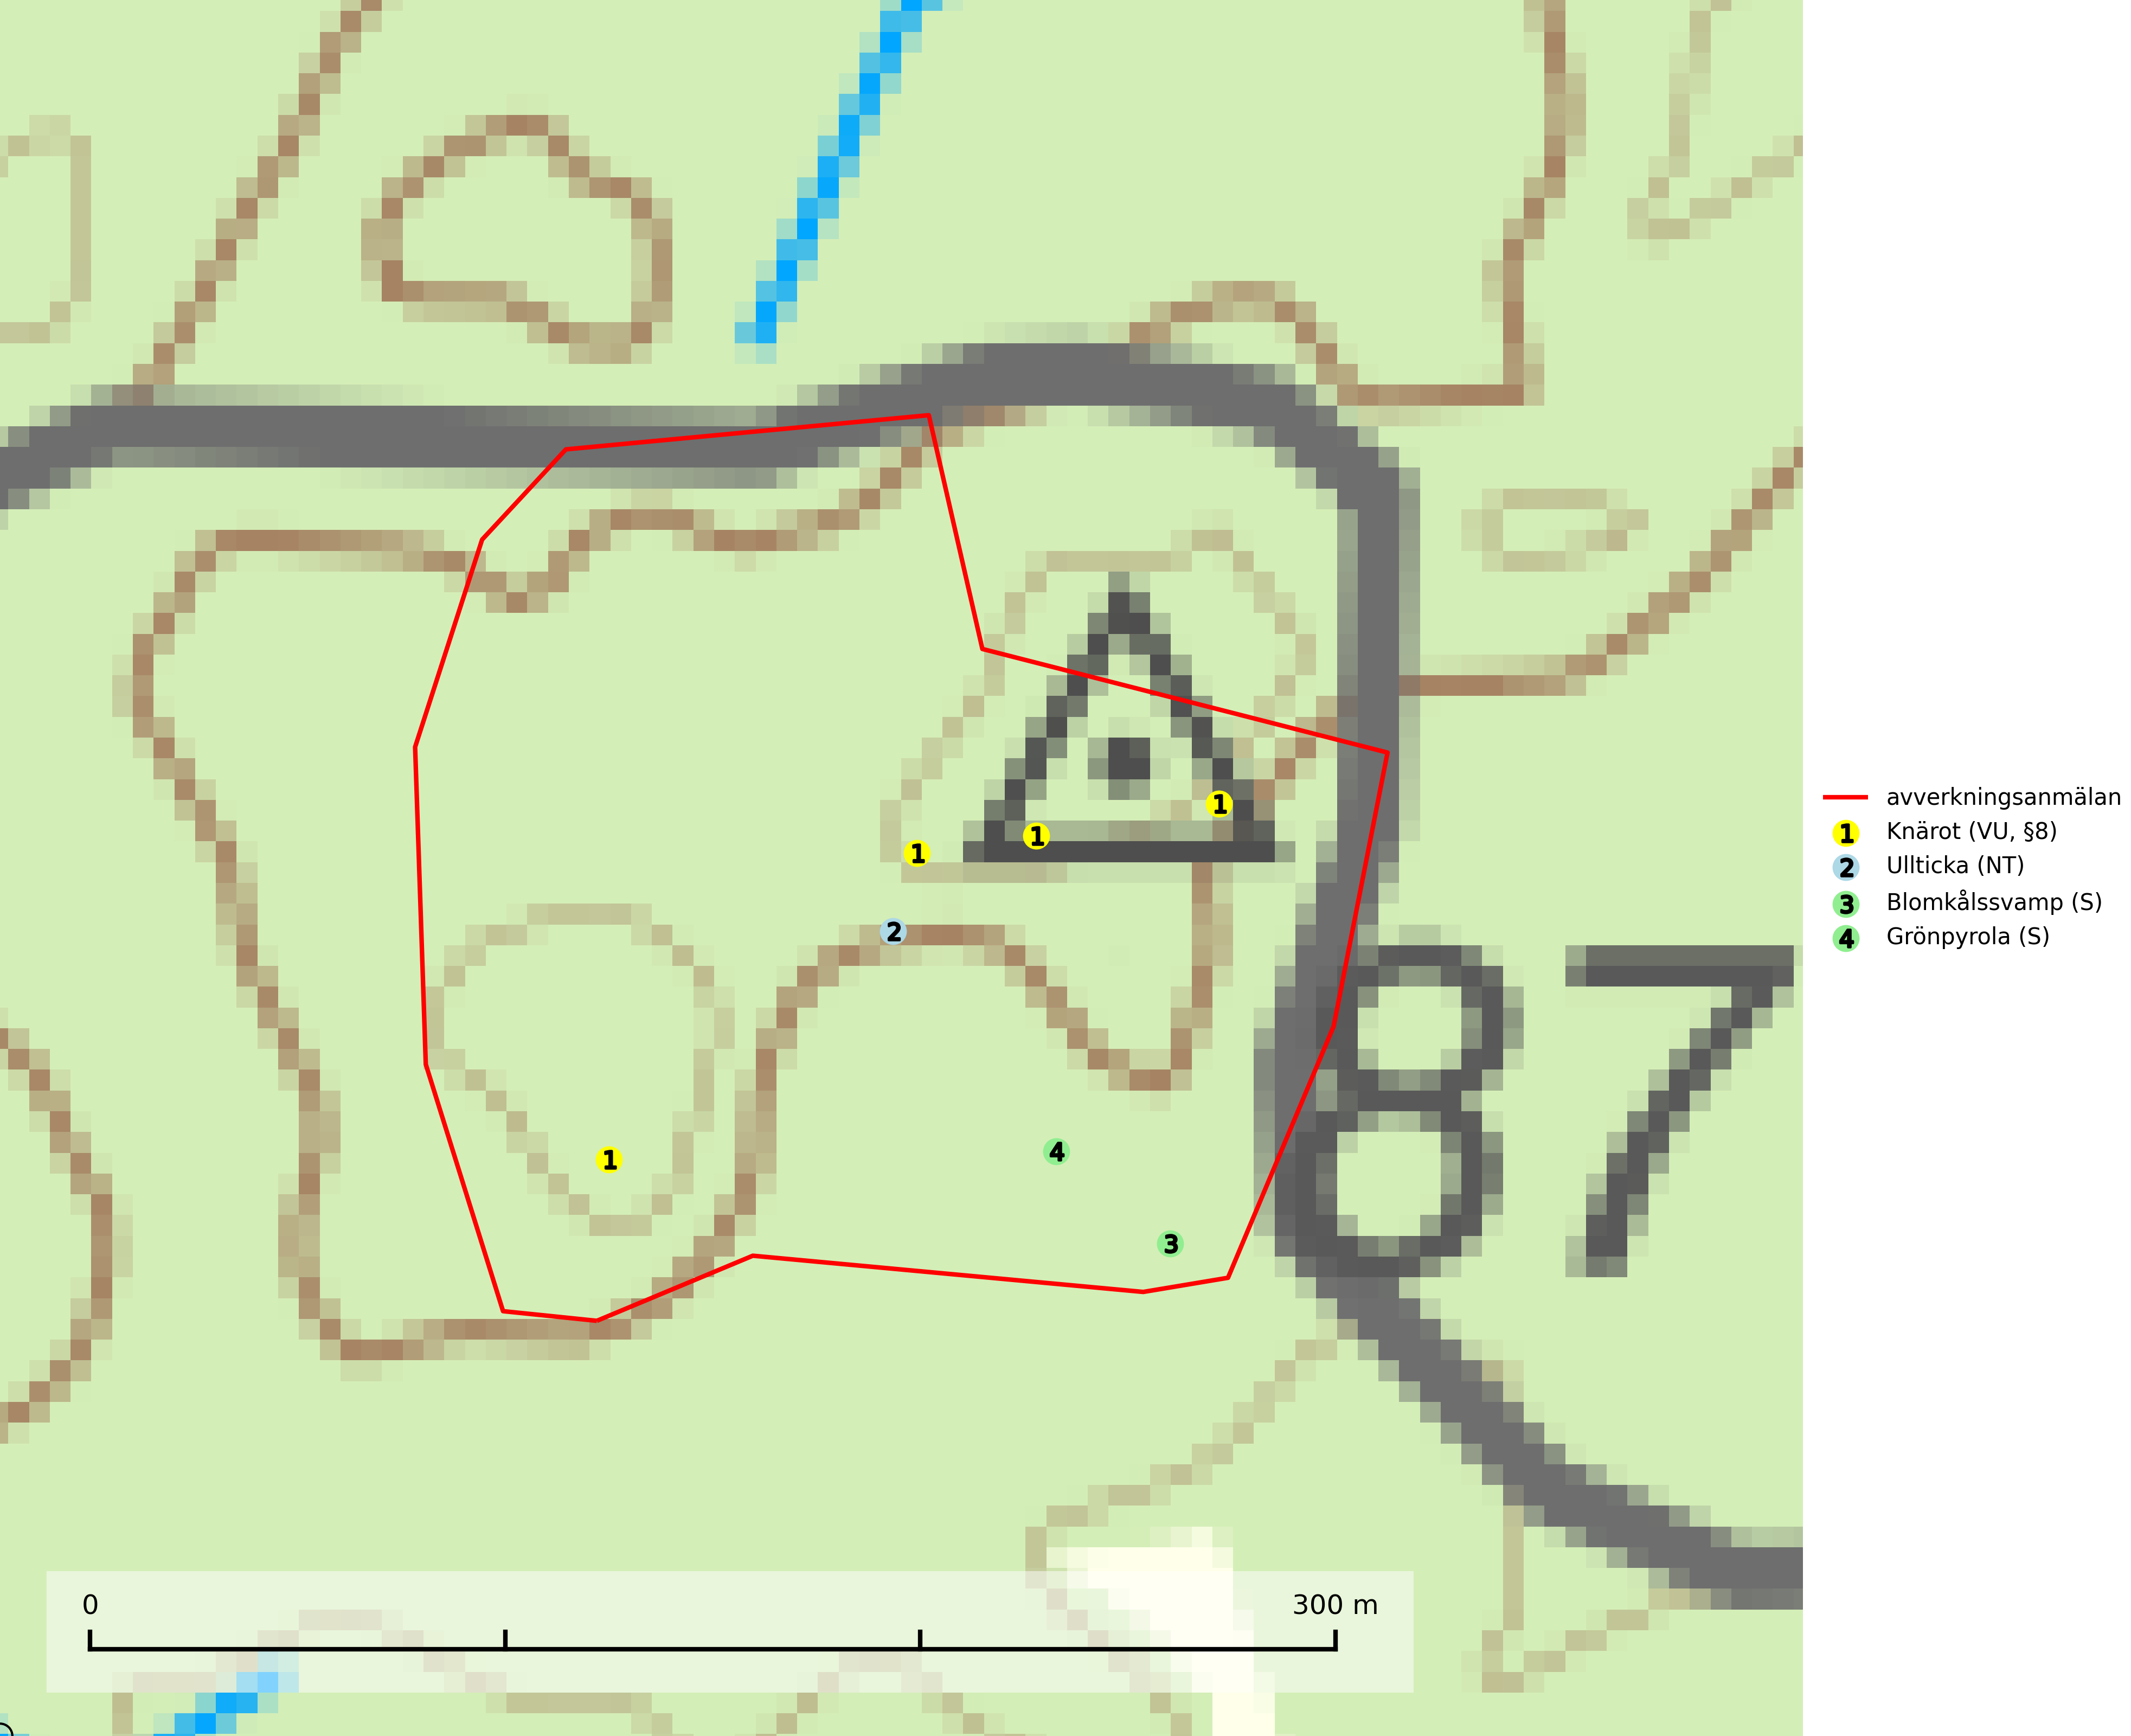 1
1
1
2
87
4
1
3
avverkningsanmälan
1 Knärot (VU, §8)
2 Ullticka (NT)
3 Blomkålssvamp (S)
4 Grönpyrola (S)
0 300 m